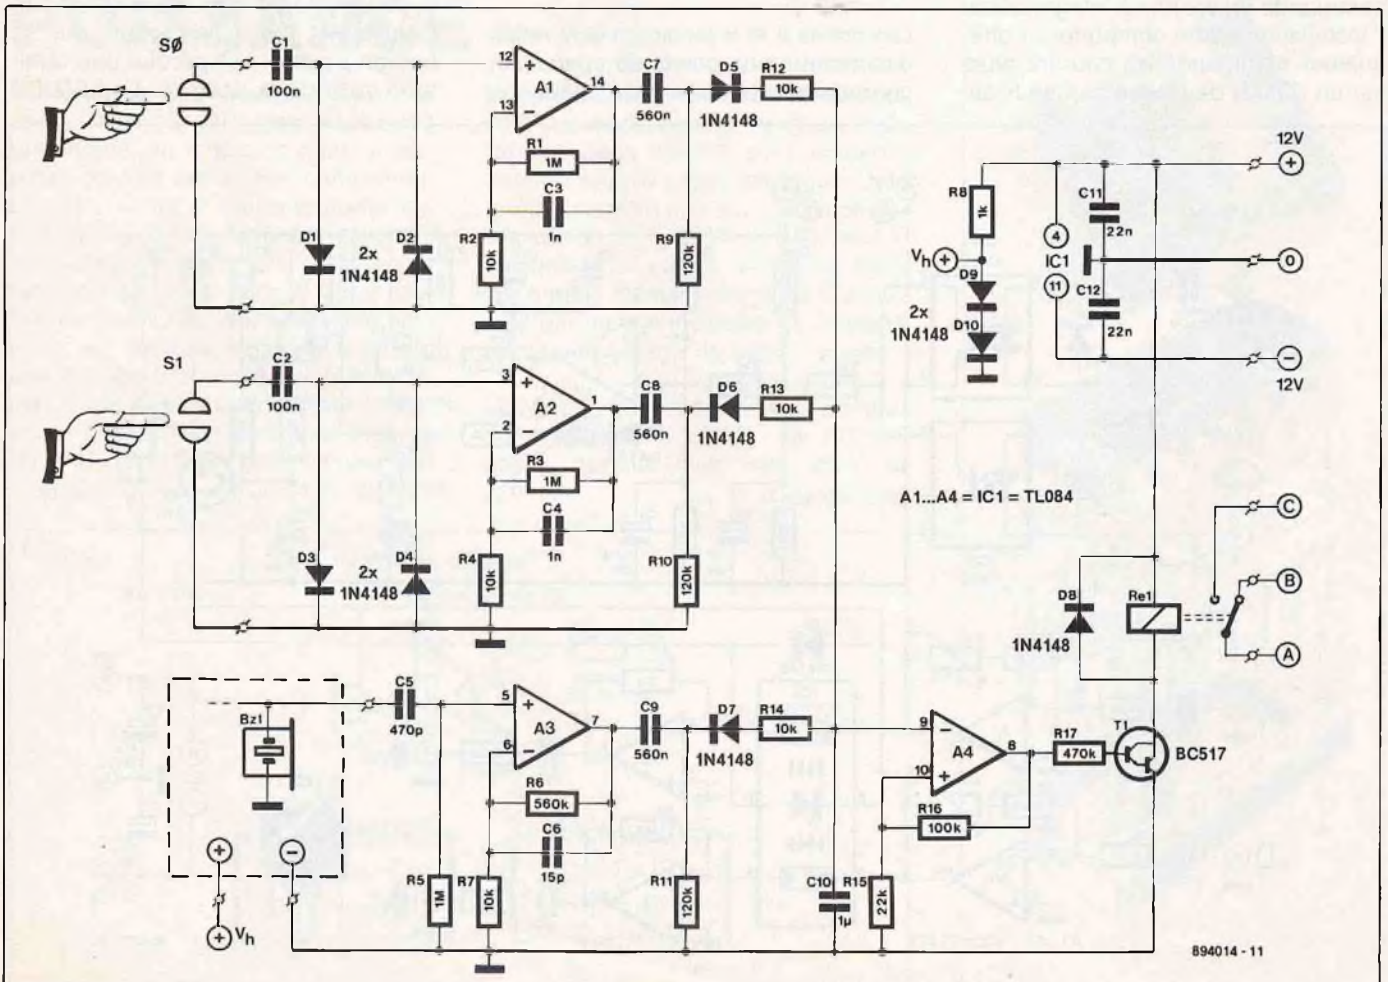 SØ
C1
100n
12
+
A1
14
13
−
C7
560n
D5
1N4148
R12
10k
R1
1M
C3
1n
R2
10k
R9
120k
D1
D2
2x
1N4148
S1
C2
100n
3
+
A2
1
2
−
C8
560n
D6
1N4148
R13
10k
R3
1M
C4
1n
R4
10k
R10
120k
D3
D4
2x
1N4148
Bz1
+
−
+
Vh
C5
470p
5
+
A3
7
6
−
C9
560n
D7
1N4148
R14
10k
R6
560k
C6
15p
R5
1M
R7
10k
R11
120k
C10
1µ
R15
22k
9
−
A4
8
10
+
R16
100k
R17
470k
T1
BC517
R8
1k
Vh
+
D9
2x
1N4148
D10
4
IC1
11
C11
22n
C12
22n
12V
+
0
−
12V
A1...A4 = IC1 = TL084
D8
1N4148
Re1
C
B
A
894014 - 11